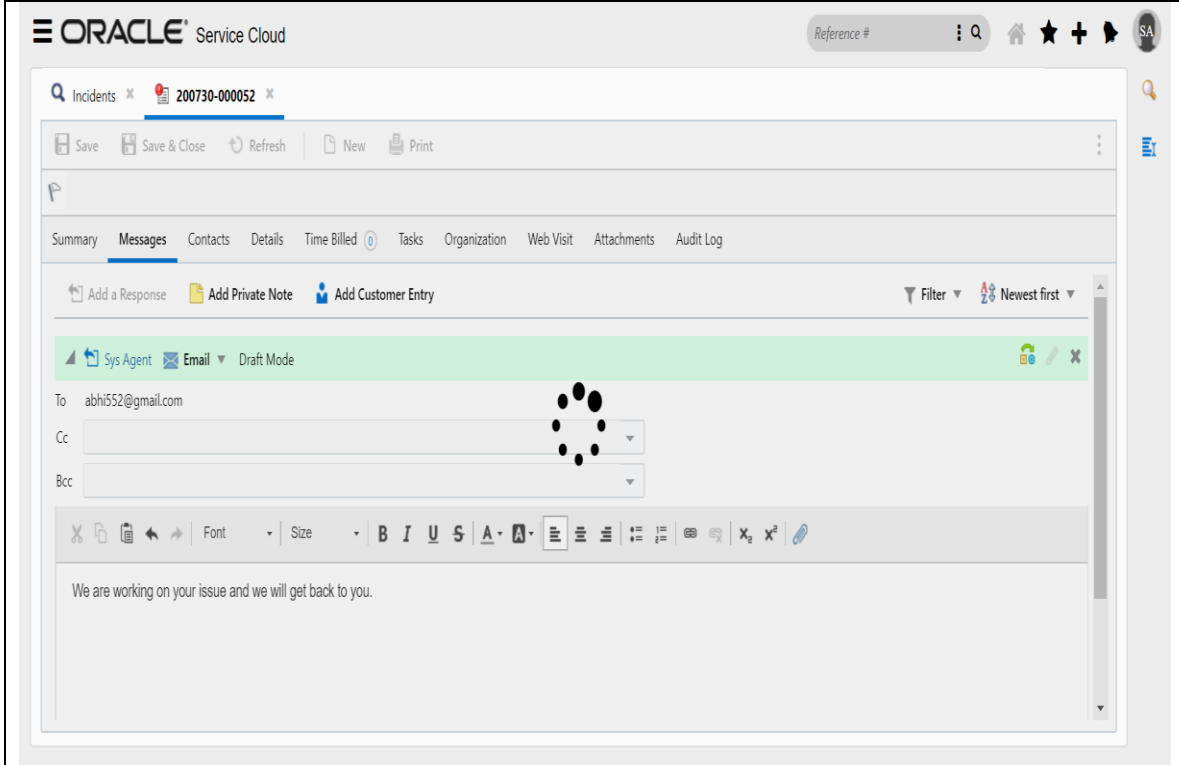 ORACLE Service Cloud
Reference #
SA
Incidents
200730-000052
Save Save & Close Refresh New Print
Summary Messages Contacts Details Time Billed 0 Tasks Organization Web Visit Attachments Audit Log
Add a Response Add Private Note Add Customer Entry Filter Newest first
Sys Agent Email Draft Mode
To abhi552@gmail.com
Cc
Bcc
Font Size B I U S A A X₂ X²
We are working on your issue and we will get back to you.